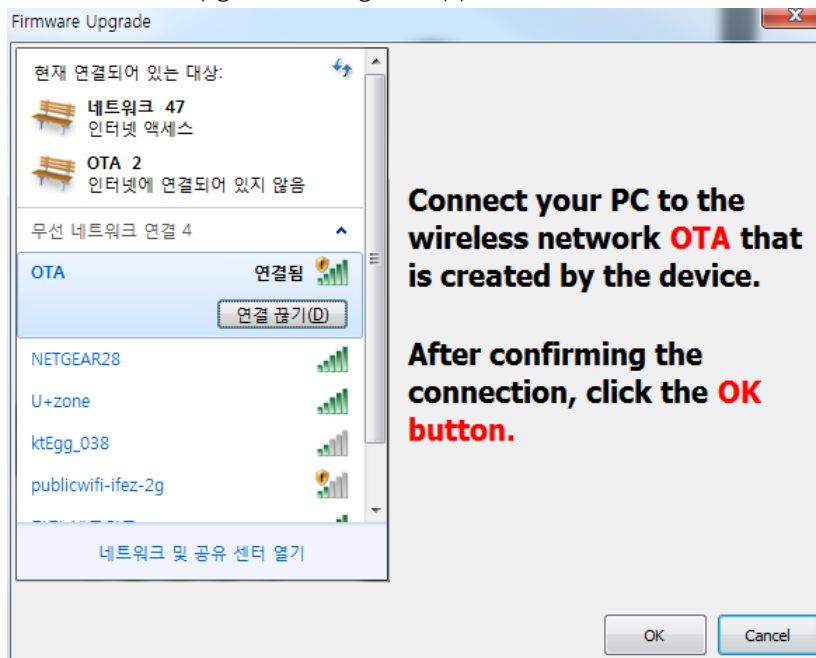 Firmware Upgrade
현재 연결되어 있는 대상:
네트워크 47
인터넷 액세스
OTA 2
인터넷에 연결되어 있지 않음
무선 네트워크 연결 4
OTA 연결됨
연결 끊기(D)
NETGEAR28
U+zone
ktEgg_038
publicwifi-ifez-2g
네트워크 및 공유 센터 열기
Connect your PC to the
wireless network OTA that
is created by the device.
After confirming the
connection, click the OK
button.
OK
Cancel